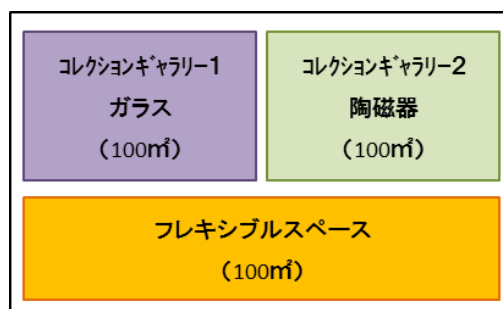 コレクションｷﾞｬﾗﾘｰ1
ガラス
（100㎡）
コレクションｷﾞｬﾗﾘｰ2
陶磁器
（100㎡）
フレキシブルスペース
（100㎡）